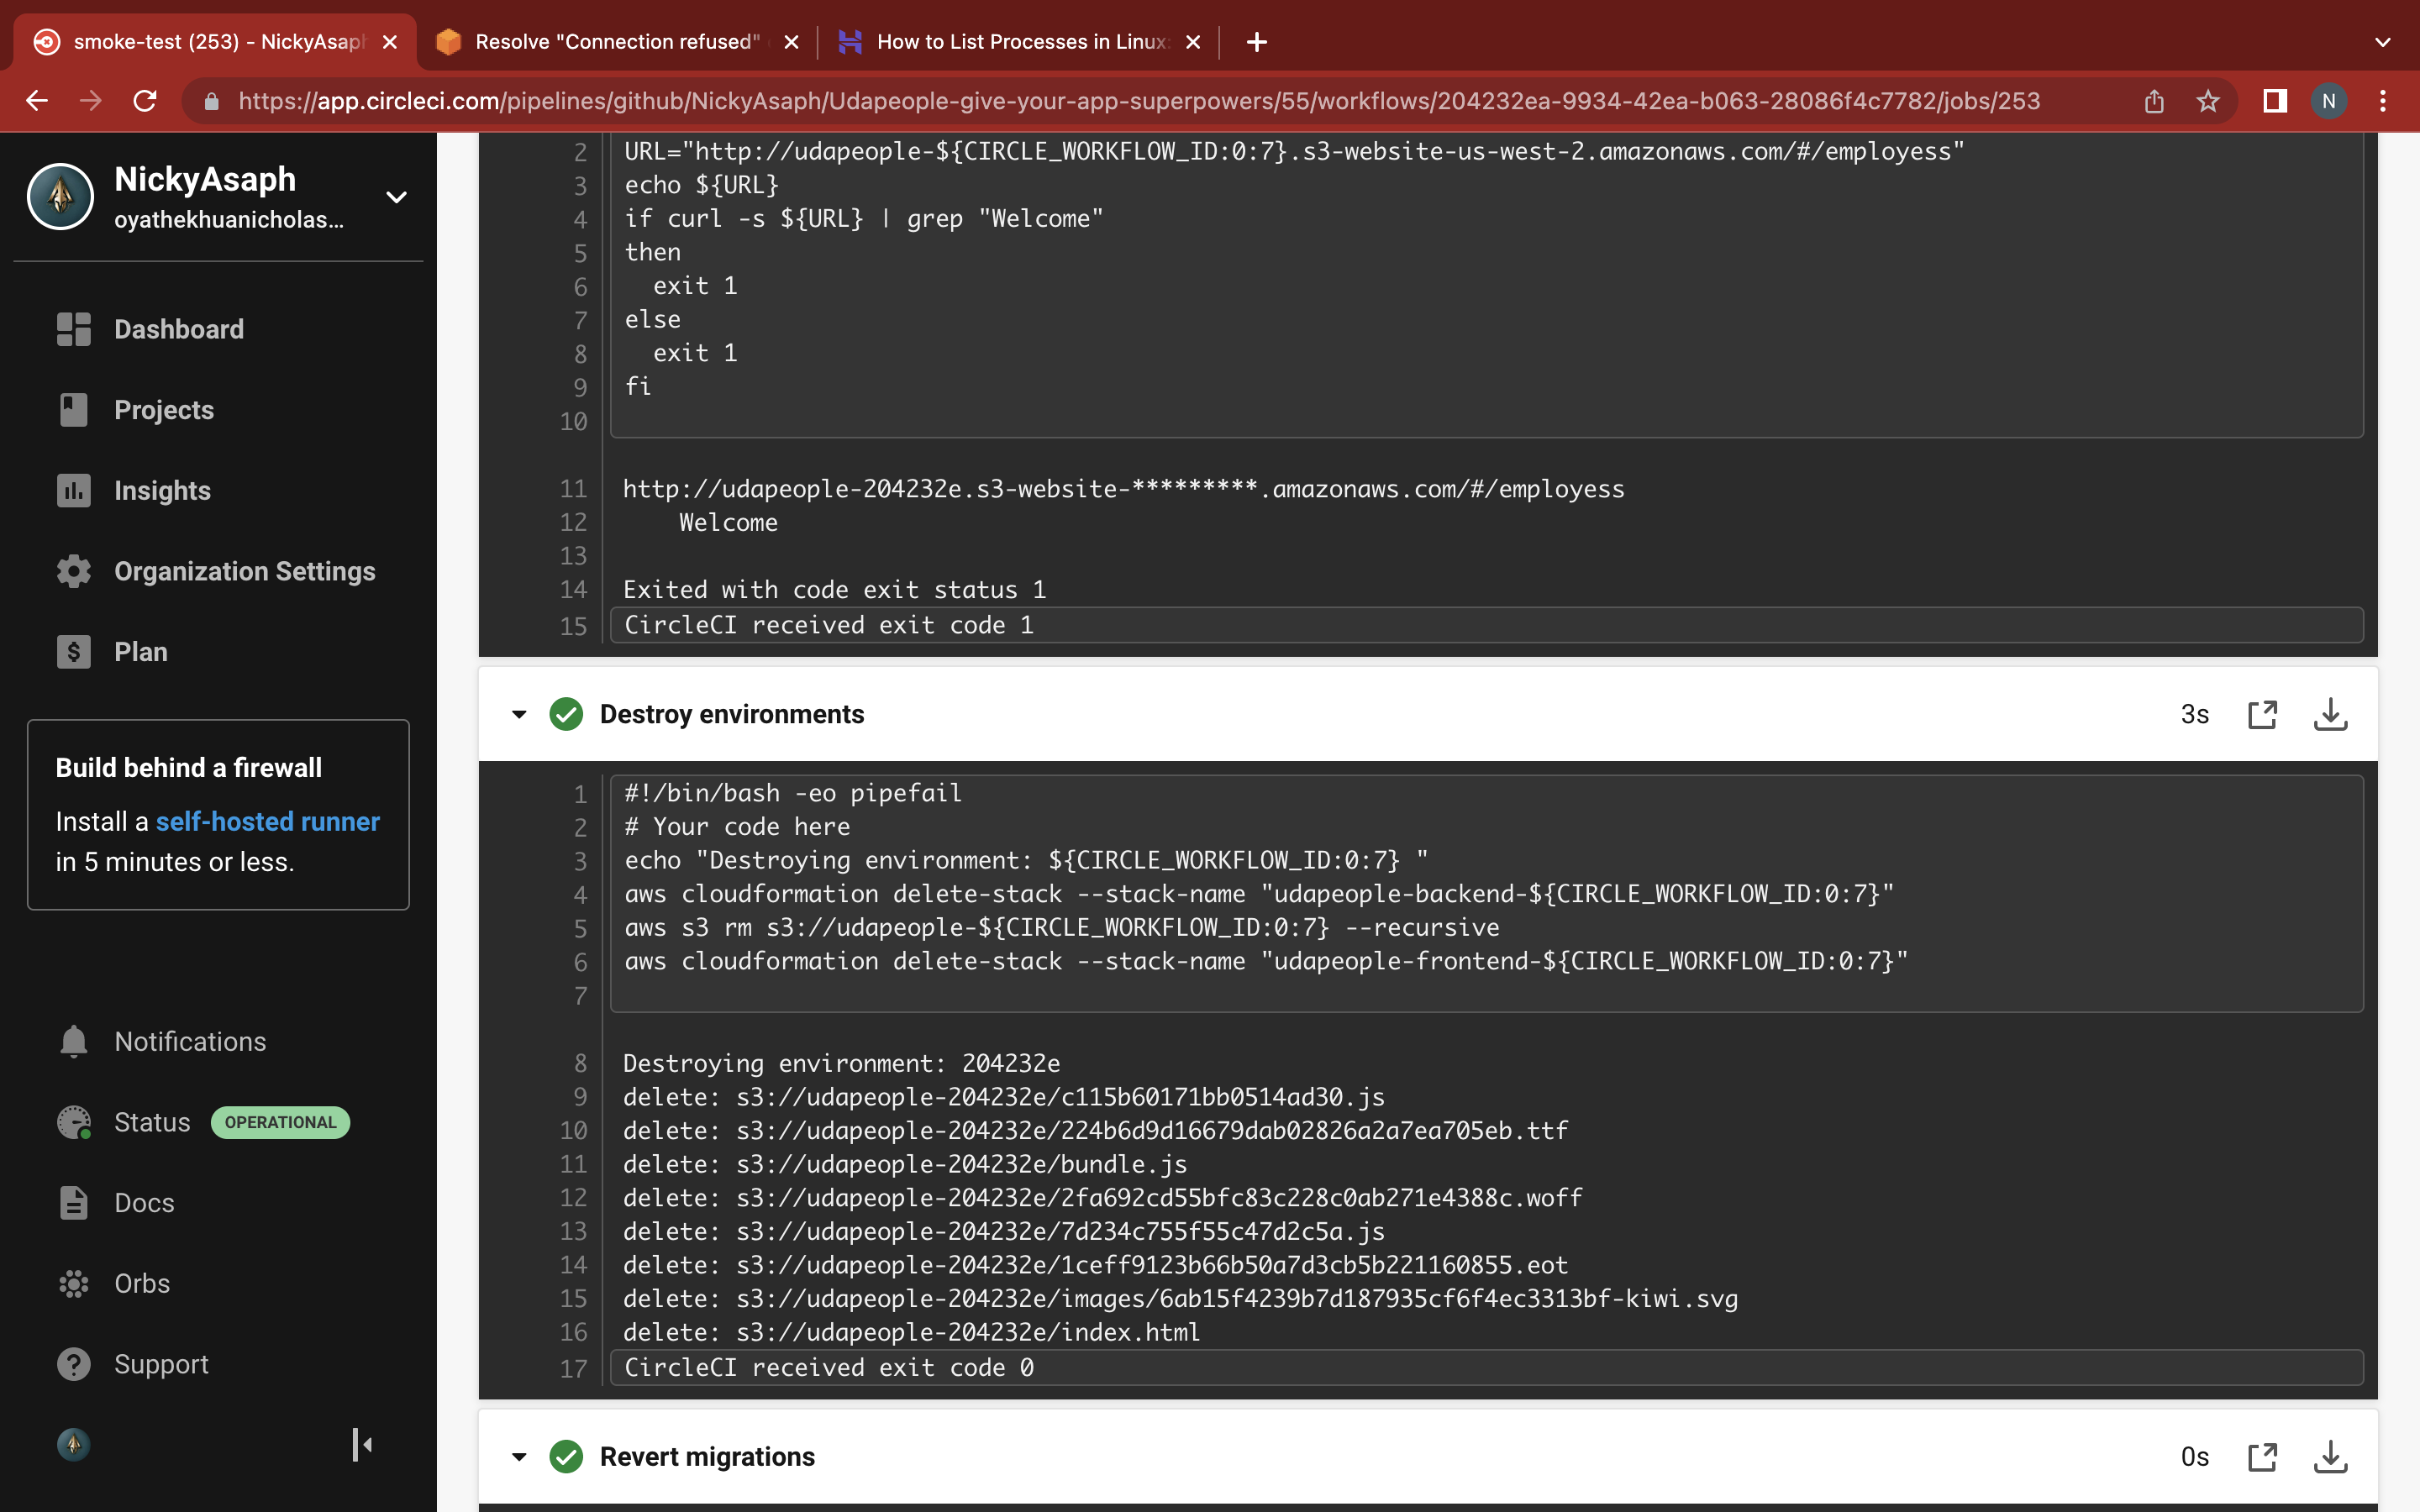 smoke-test (253) - NickyAsaph
Resolve "Connection refused"
How to List Processes in Linux:
https://app.circleci.com/pipelines/github/NickyAsaph/Udapeople-give-your-app-superpowers/55/workflows/204232ea-9934-42ea-b063-28086f4c7782/jobs/253
N
NickyAsaph
oyathekhuanicholas...
Dashboard
Projects
Insights
Organization Settings
Plan
Build behind a firewall
Install a self-hosted runner
in 5 minutes or less.
Notifications
Status OPERATIONAL
Docs
Orbs
Support
2 URL="http://udapeople-${CIRCLE_WORKFLOW_ID:0:7}.s3-website-us-west-2.amazonaws.com/#/employess"
3 echo ${URL}
4 if curl -s ${URL} | grep "Welcome"
5 then
6 exit 1
7 else
8 exit 1
9 fi
10
11 http://udapeople-204232e.s3-website-*********.amazonaws.com/#/employess
12 Welcome
13
14 Exited with code exit status 1
15 CircleCI received exit code 1
Destroy environments 3s
1 #!/bin/bash -eo pipefail
2 # Your code here
3 echo "Destroying environment: ${CIRCLE_WORKFLOW_ID:0:7} "
4 aws cloudformation delete-stack --stack-name "udapeople-backend-${CIRCLE_WORKFLOW_ID:0:7}"
5 aws s3 rm s3://udapeople-${CIRCLE_WORKFLOW_ID:0:7} --recursive
6 aws cloudformation delete-stack --stack-name "udapeople-frontend-${CIRCLE_WORKFLOW_ID:0:7}"
7
8 Destroying environment: 204232e
9 delete: s3://udapeople-204232e/c115b60171bb0514ad30.js
10 delete: s3://udapeople-204232e/224b6d9d16679dab02826a2a7ea705eb.ttf
11 delete: s3://udapeople-204232e/bundle.js
12 delete: s3://udapeople-204232e/2fa692cd55bfc83c228c0ab271e4388c.woff
13 delete: s3://udapeople-204232e/7d234c755f55c47d2c5a.js
14 delete: s3://udapeople-204232e/1ceff9123b66b50a7d3cb5b221160855.eot
15 delete: s3://udapeople-204232e/images/6ab15f4239b7d187935cf6f4ec3313bf-kiwi.svg
16 delete: s3://udapeople-204232e/index.html
17 CircleCI received exit code 0
Revert migrations 0s